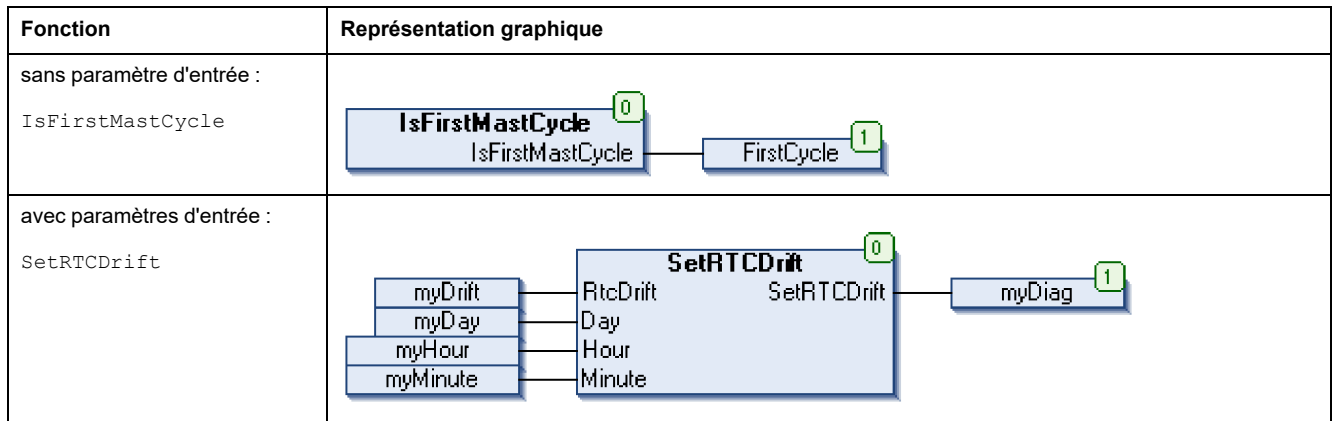 Fonction
Représentation graphique
sans paramètre d'entrée :
IsFirstMastCycle
0
IsFirstMastCycle
1
IsFirstMastCycle
FirstCycle
avec paramètres d'entrée :
SetRTCDrift
0
SetRTCDrift
1
myDrift
RtcDrift
SetRTCDrift
myDiag
myDay
Day
myHour
Hour
myMinute
Minute